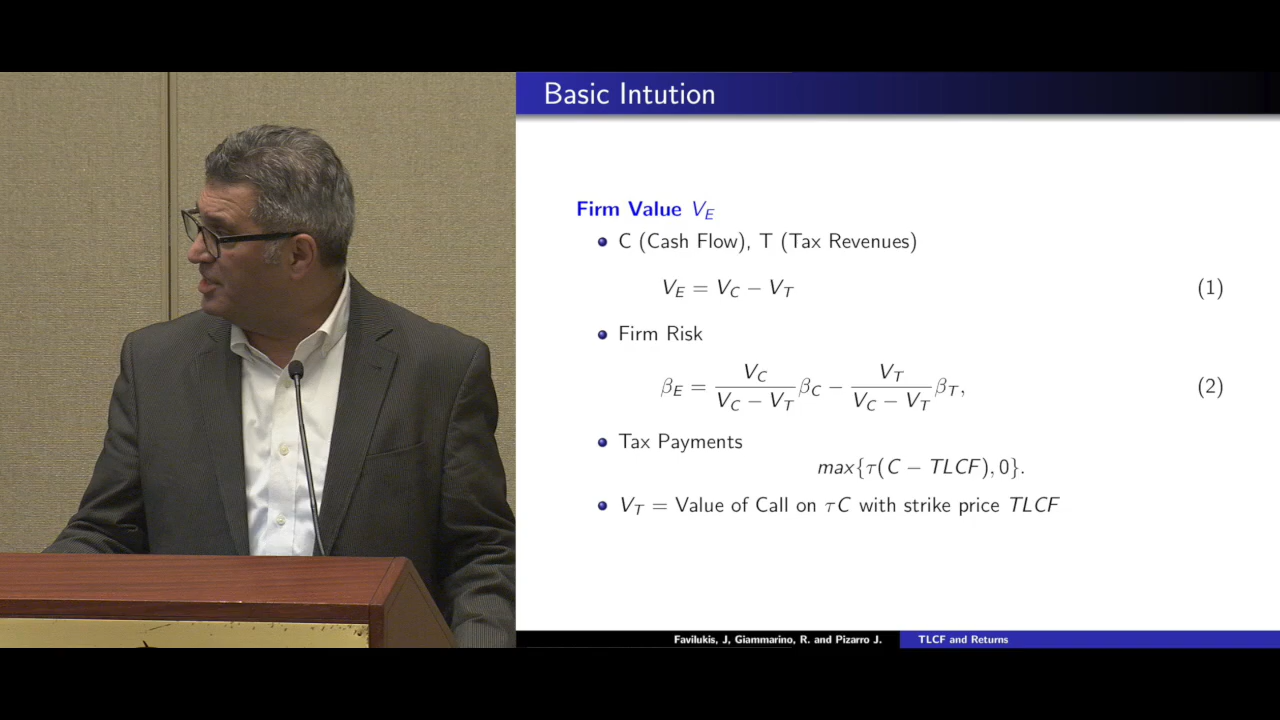 Basic Intution
Firm Value V_E
C (Cash Flow), T (Tax Revenues)
V_E = V_C − V_T (1)
Firm Risk
β_E = \frac{V_C}{V_C − V_T} β_C − \frac{V_T}{V_C − V_T} β_T, (2)
Tax Payments
max{τ(C − TLCF), 0}.
V_T = Value of Call on τC with strike price TLCF
Favilukis, J, Giammarino, R. and Pizarro J. TLCF and Returns